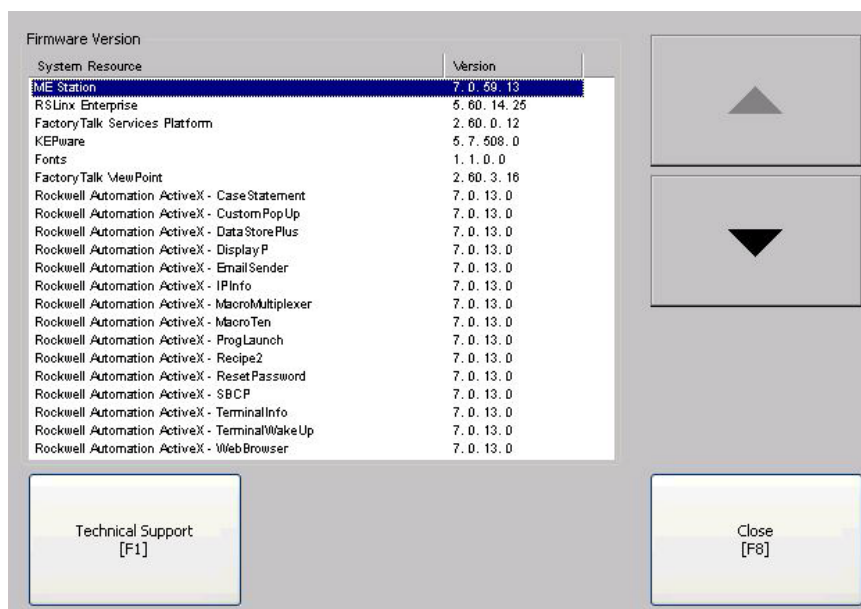 Firmware Version
System Resource Version
ME Station 7. 0. 59. 13
RSLinx Enterprise 5. 60. 14. 25
FactoryTalk Services Platform 2. 60. 0. 12
KEPware 5. 7. 508. 0
Fonts 1. 1. 0. 0
FactoryTalk ViewPoint 2. 60. 3. 16
Rockwell Automation ActiveX - CaseStatement 7. 0. 13. 0
Rockwell Automation ActiveX - CustomPopUp 7. 0. 13. 0
Rockwell Automation ActiveX - DataStorePlus 7. 0. 13. 0
Rockwell Automation ActiveX - DisplayP 7. 0. 13. 0
Rockwell Automation ActiveX - EmailSender 7. 0. 13. 0
Rockwell Automation ActiveX - IPInfo 7. 0. 13. 0
Rockwell Automation ActiveX - MacroMultiplexer 7. 0. 13. 0
Rockwell Automation ActiveX - MacroTen 7. 0. 13. 0
Rockwell Automation ActiveX - ProgLaunch 7. 0. 13. 0
Rockwell Automation ActiveX - Recipe2 7. 0. 13. 0
Rockwell Automation ActiveX - ResetPassword 7. 0. 13. 0
Rockwell Automation ActiveX - SBCP 7. 0. 13. 0
Rockwell Automation ActiveX - TerminalInfo 7. 0. 13. 0
Rockwell Automation ActiveX - TerminalWakeUp 7. 0. 13. 0
Rockwell Automation ActiveX - WebBrowser 7. 0. 13. 0
Technical Support
[F1]
Close
[F8]